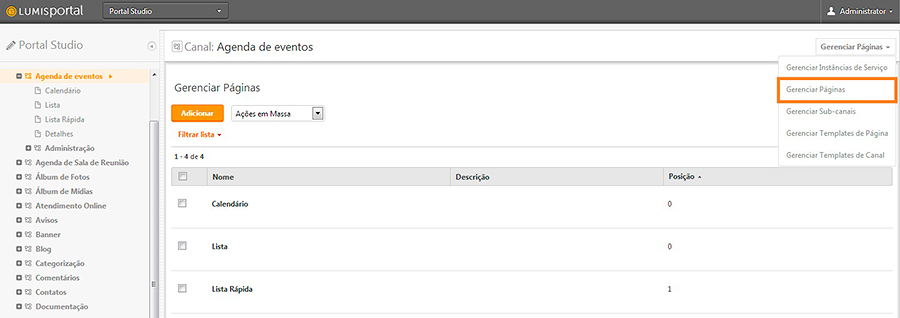 LUMISPORTAL
Portal Studio
Administrator
Portal Studio
Canal: Agenda de eventos
Gerenciar Páginas
Gerenciar Instâncias de Serviço
Gerenciar Páginas
Gerenciar Sub-canais
Gerenciar Templates de Página
Gerenciar Templates de Canal
Agenda de eventos
Calendário
Lista
Lista Rápida
Detalhes
Administração
Agenda de Sala de Reunião
Álbum de Fotos
Álbum de Mídias
Atendimento Online
Avisos
Banner
Blog
Categorização
Comentários
Contatos
Documentação
Gerenciar Páginas
Adicionar Ações em Massa
Filtrar lista
1 - 4 de 4
Nome Descrição Posição
Calendário 0
Lista 0
Lista Rápida 1